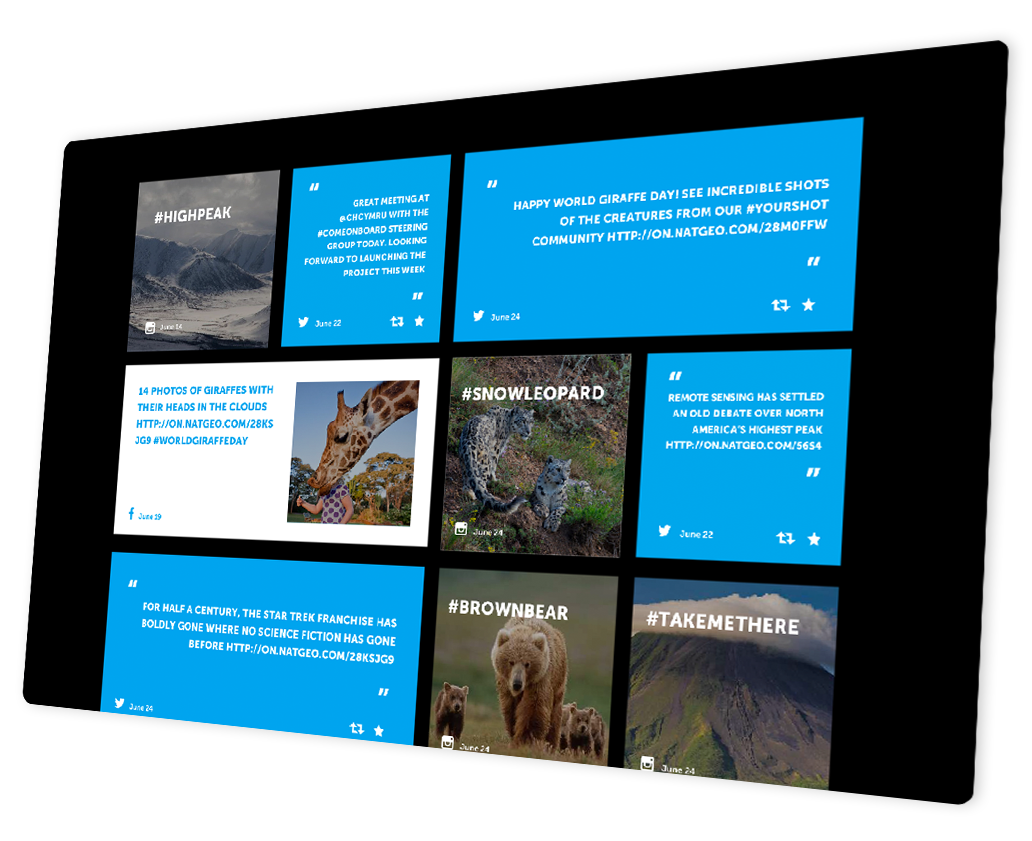 #HIGHPEAK
June 24
“
GREAT MEETING AT
@CHCYMRU WITH THE
#COMEONBOARD STEERING
GROUP TODAY. LOOKING
FORWARD TO LAUNCHING THE
PROJECT THIS WEEK
”
June 22
“
HAPPY WORLD GIRAFFE DAY! SEE INCREDIBLE SHOTS
OF THE CREATURES FROM OUR #YOURSHOT
COMMUNITY HTTP://ON.NATGEO.COM/28M0FFW
”
June 24
14 PHOTOS OF GIRAFFES WITH
THEIR HEADS IN THE CLOUDS
HTTP://ON.NATGEO.COM/28KS
JG9 #WORLDGIRAFFEDAY
June 19
#SNOWLEOPARD
June 24
“
REMOTE SENSING HAS SETTLED
AN OLD DEBATE OVER NORTH
AMERICA'S HIGHEST PEAK
HTTP://ON.NATGEO.COM/56S4
”
June 22
“
FOR HALF A CENTURY, THE STAR TREK FRANCHISE HAS
BOLDLY GONE WHERE NO SCIENCE FICTION HAS GONE
BEFORE HTTP://ON.NATGEO.COM/28KSJG9
”
June 24
#BROWNBEAR
June 24
#TAKEMETHERE
June 24